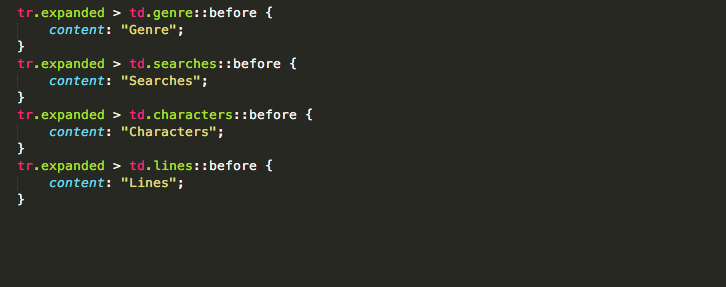 tr.expanded > td.genre::before {
    content: "Genre";
}
tr.expanded > td.searches::before {
    content: "Searches";
}
tr.expanded > td.characters::before {
    content: "Characters";
}
tr.expanded > td.lines::before {
    content: "Lines";
}